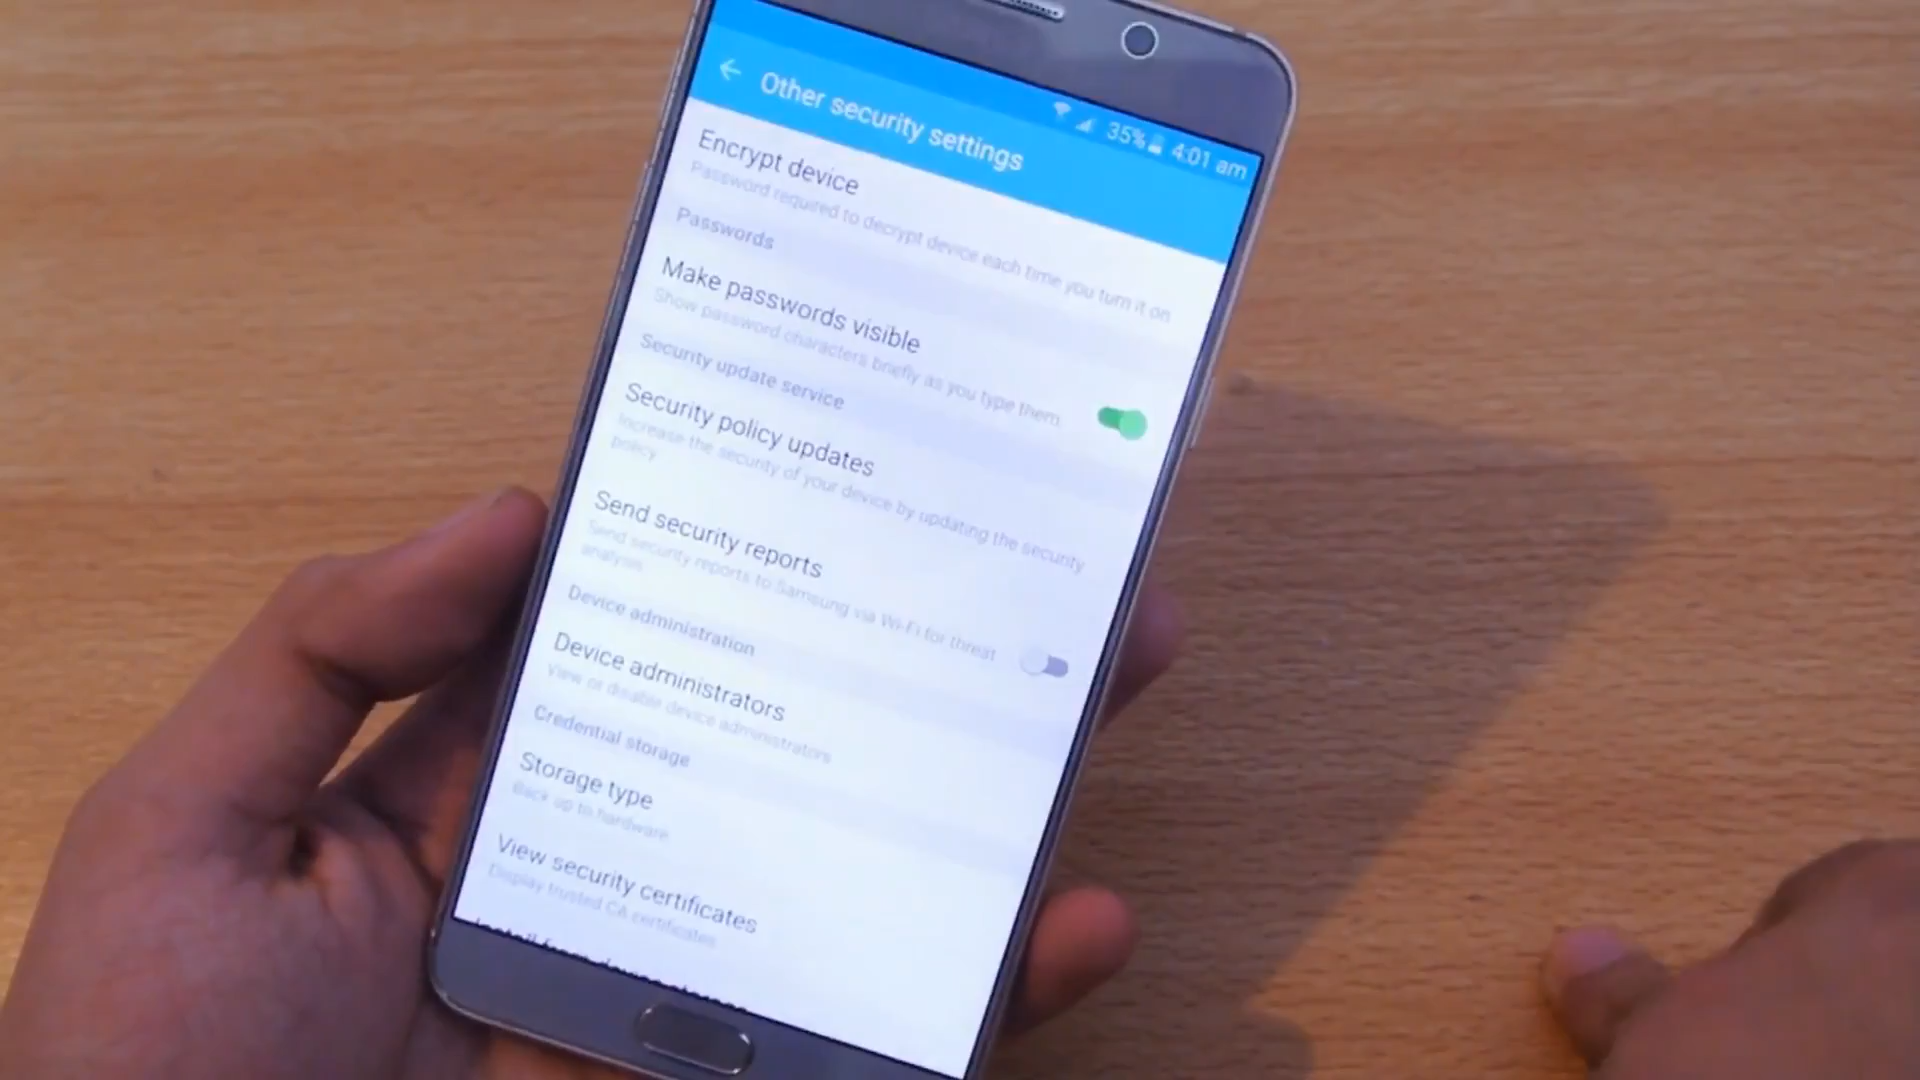 35% 4:01 am
Other security settings
Encrypt device
Password required to decrypt device each time you turn it on
Passwords
Make passwords visible
Show password characters briefly as you type them
Security update service
Security policy updates
Increase the security of your device by updating the security
policy.
Send security reports
Send security reports to Samsung via Wi-Fi for threat
analysis.
Device administration
Device administrators
View or disable device administrators
Credential storage
Storage type
Back up to hardware
View security certificates
Display trusted CA certificates